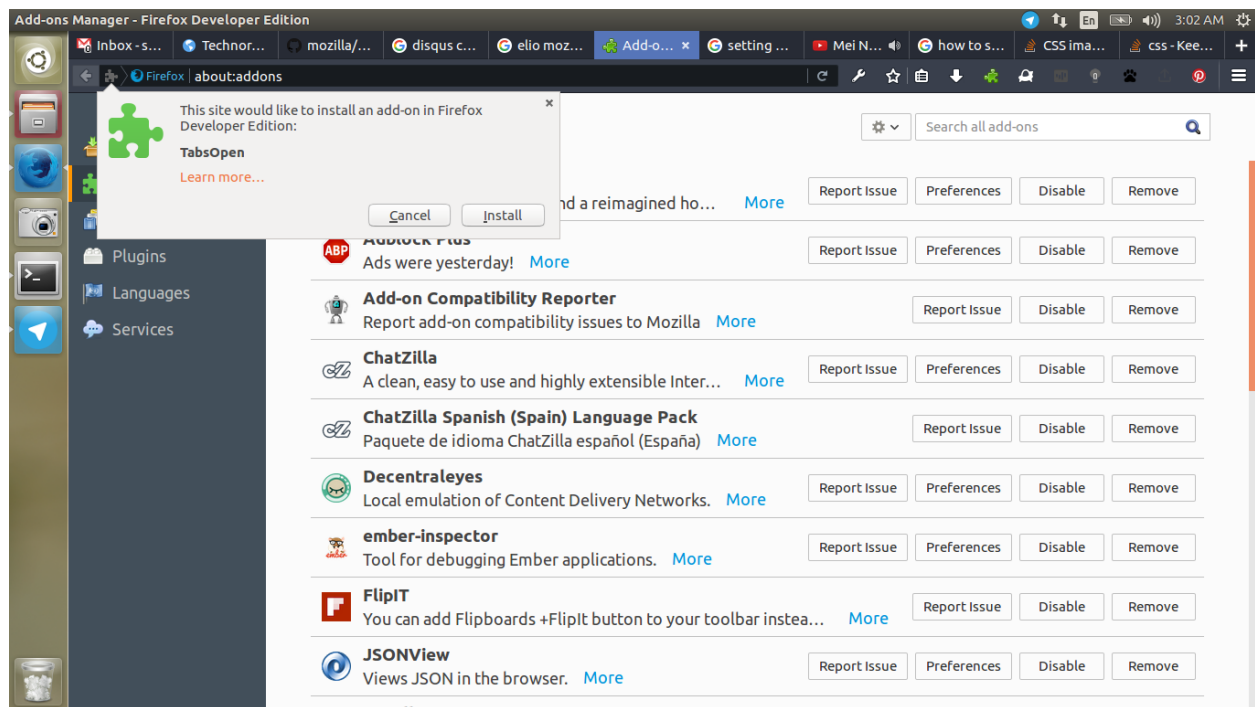 Add-ons Manager - Firefox Developer Edition
En
3:02 AM
Inbox - s...
Technor...
mozilla/...
disqus c...
elio moz...
Add-o... ×
setting ...
Mei N...
how to s...
CSS ima...
css - Kee...
+
Firefox
about:addons
This site would like to install an add-on in Firefox
Developer Edition:
TabsOpen
Learn more...
Cancel
Install
Search all add-ons
nd a reimagined ho...
More
Report Issue
Preferences
Disable
Remove
Plugins
Languages
Services
ABP
Adblock Plus
Ads were yesterday!
More
Report Issue
Preferences
Disable
Remove
Add-on Compatibility Reporter
Report add-on compatibility issues to Mozilla
More
Report Issue
Disable
Remove
ChatZilla
A clean, easy to use and highly extensible Inter...
More
Report Issue
Preferences
Disable
Remove
ChatZilla Spanish (Spain) Language Pack
Paquete de idioma ChatZilla español (España)
More
Report Issue
Disable
Remove
Decentraleyes
Local emulation of Content Delivery Networks.
More
Report Issue
Preferences
Disable
Remove
ember-inspector
Tool for debugging Ember applications.
More
Report Issue
Preferences
Disable
Remove
FlipIT
You can add Flipboards +FlipIt button to your toolbar instea...
More
Report Issue
Disable
Remove
JSONView
Views JSON in the browser.
More
Report Issue
Preferences
Disable
Remove